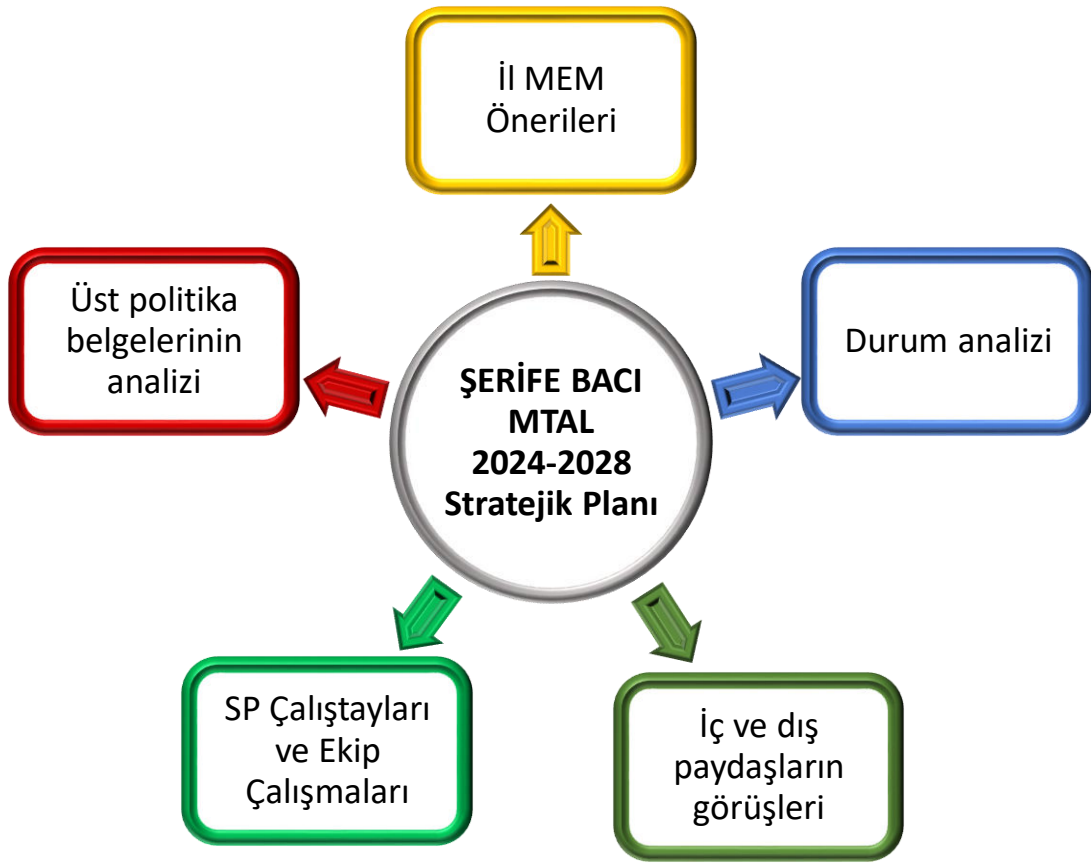 İl MEM
Önerileri
Üst politika
belgelerinin
analizi
Durum analizi
ŞERİFE BACI
MTAL
2024-2028
Stratejik Planı
SP Çalıştayları
ve Ekip
Çalışmaları
İç ve dış
paydaşların
görüşleri